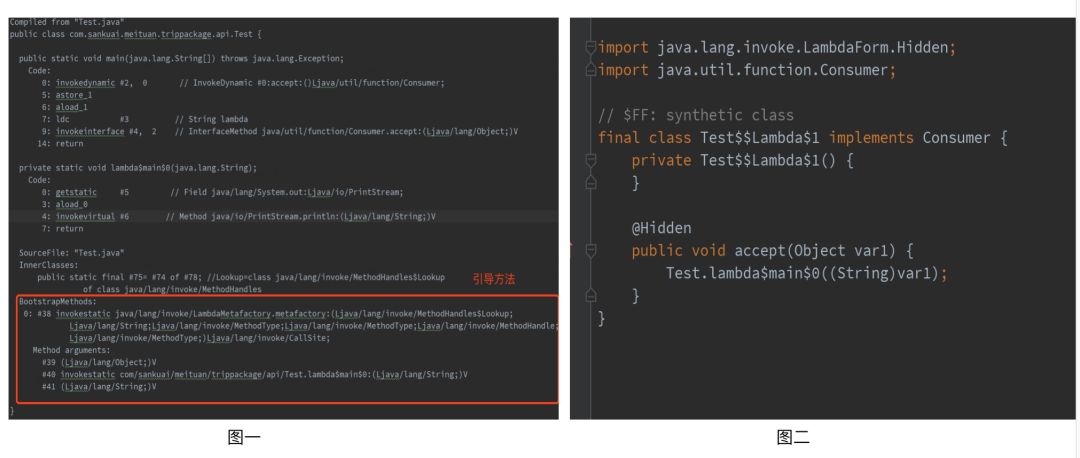 Compiled from "Test.java"
public class com.sankuai.meituan.trippackage.api.Test {
public static void main(java.lang.String[]) throws java.lang.Exception;
Code:
0: invokedynamic #2, 0 // InvokeDynamic #0:accept:()Ljava/util/function/Consumer;
5: astore_1
6: aload_1
7: ldc #3 // String lambda
9: invokeinterface #4, 2 // InterfaceMethod java/util/function/Consumer.accept:(Ljava/lang/Object;)V
14: return
private static void lambda$main$0(java.lang.String);
Code:
0: getstatic #5 // Field java/lang/System.out:Ljava/io/PrintStream;
3: aload_0
4: invokevirtual #6 // Method java/io/PrintStream.println:(Ljava/lang/String;)V
7: return
SourceFile: "Test.java"
InnerClasses:
public static final #75= #74 of #78; //Lookup=class java/lang/invoke/MethodHandles$Lookup
of class java/lang/invoke/MethodHandles
引导方法
BootstrapMethods:
0: #38 invokestatic java/lang/invoke/LambdaMetafactory.metafactory:(Ljava/lang/invoke/MethodHandles$Lookup;
Ljava/lang/String;Ljava/lang/invoke/MethodType;Ljava/lang/invoke/MethodType;Ljava/lang/invoke/MethodHandle;
Ljava/lang/invoke/MethodType;)Ljava/lang/invoke/CallSite;
Method arguments:
#39 (Ljava/lang/Object;)V
#40 invokestatic com/sankuai/meituan/trippackage/api/Test.lambda$main$0:(Ljava/lang/String;)V
#41 (Ljava/lang/String;)V
}
图一
import java.lang.invoke.LambdaForm.Hidden;
import java.util.function.Consumer;
// $FF: synthetic class
final class Test$$Lambda$1 implements Consumer {
private Test$$Lambda$1() {
}
@Hidden
public void accept(Object var1) {
Test.lambda$main$0((String)var1);
}
}
图二